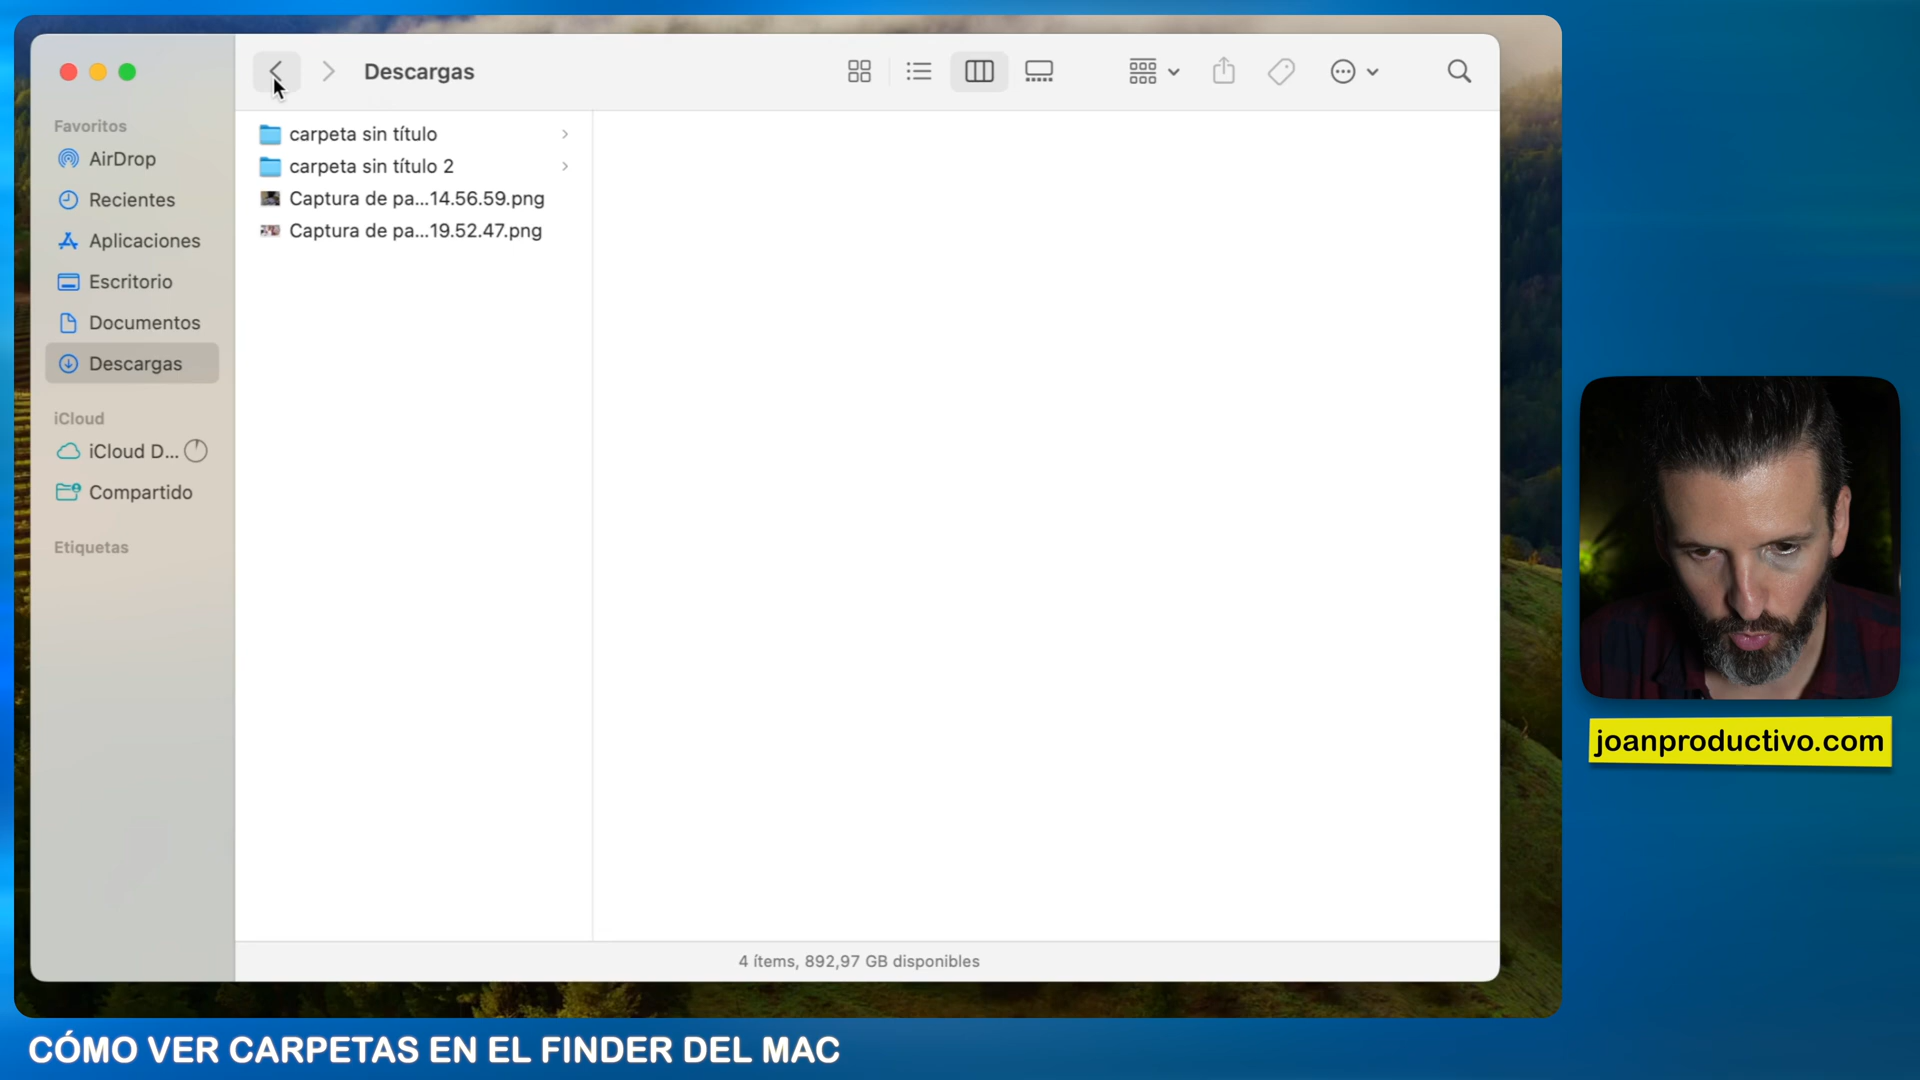 Descargas
Favoritos
AirDrop
Recientes
Aplicaciones
Escritorio
Documentos
Descargas
iCloud
iCloud D...
Compartido
Etiquetas
carpeta sin título
carpeta sin título 2
Captura de pa...14.56.59.png
Captura de pa...19.52.47.png
4 ítems, 892,97 GB disponibles
joanproductivo.com
CÓMO VER CARPETAS EN EL FINDER DEL MAC